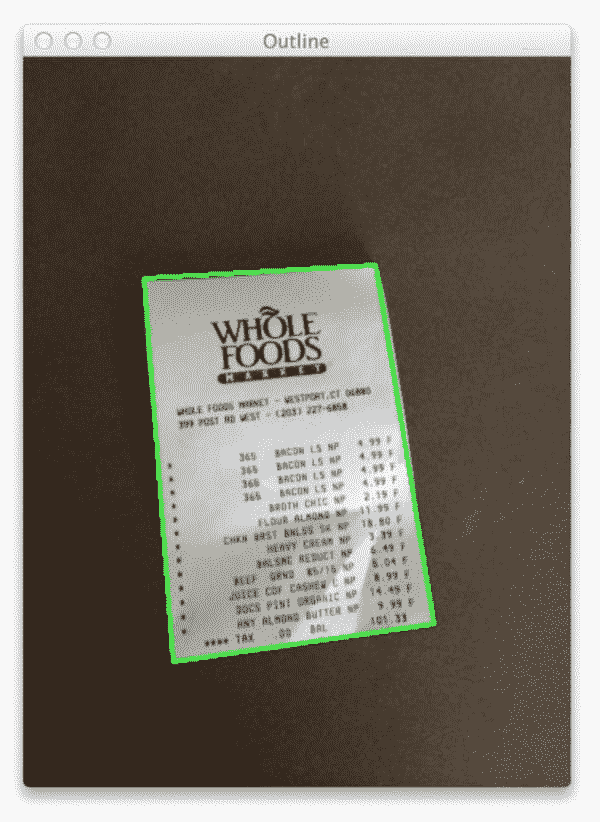 Outline
WHOLE
FOODS
MARKET
WHOLE FOODS MARKET - WESTPORT,CT 06880
399 POST RD WEST - (203) 227-6858
365 BACON LS NP 4.99 F
365 BACON LS NP 4.99 F
365 BACON LS NP 4.99 F
365 BACON LS NP 4.99 F
BROTH CHIC NP 2.19 F
FLOUR ALMOND NP 11.99 F
CHKN BRST BNLSS SK NP 18.80 F
HEAVY CREAM NP 3.39 F
BALSMC REDUCT NP 6.49 F
BEEF GRND 85/15 NP 5.04 F
JUICE COF CASHEW L NP 8.99 F
DOCS PINT ORGANIC NP 14.49 F
HNY ALMOND BUTTER NP 9.99 F
**** TAX .00 BAL 101.33